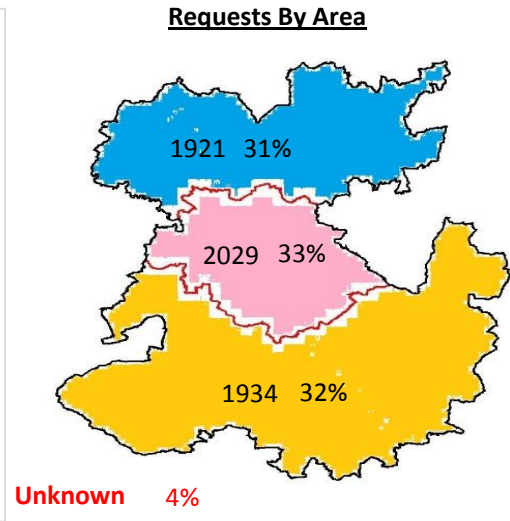 Requests By Area
1921 31%
2029 33%
1934 32%
Unknown 4%